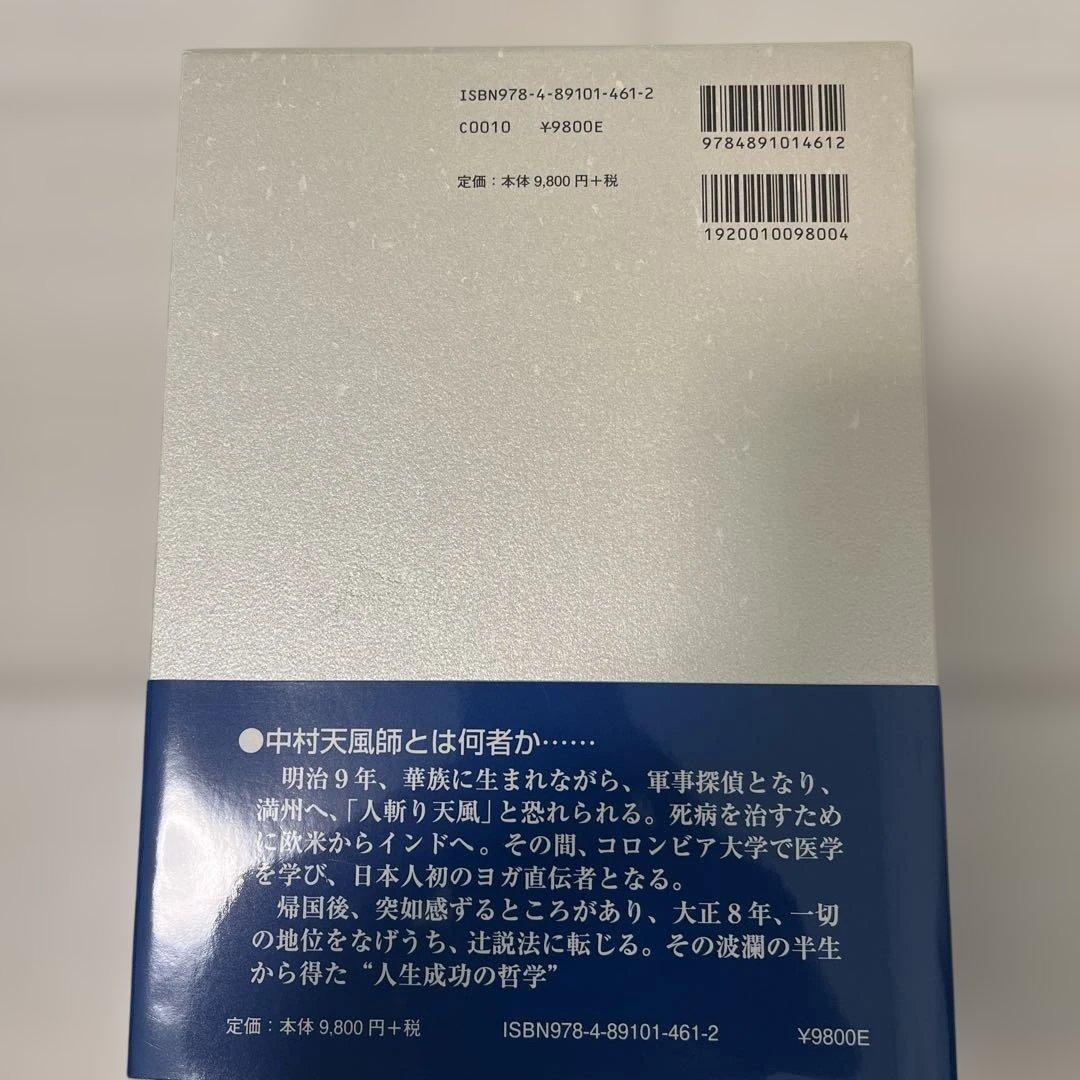 ISBN978-4-89101-461-2
C0010 ¥9800E
9784891014612
定価：本体9,800円＋税
1920010098004
●中村天風師とは何者か……
明治9年、華族に生まれながら、軍事探偵となり、
満州へ、「人斬り天風」と恐れられる。死病を治すため
に欧米からインドへ。その間、コロンビア大学で医学
を学び、日本人初のヨガ直伝者となる。
帰国後、突如感ずるところがあり、大正8年、一切
の地位をなげうち、辻説法に転じる。その波瀾の半生
から得た“人生成功の哲学”
定価：本体9,800円＋税 ISBN978-4-89101-461-2 ¥9800E